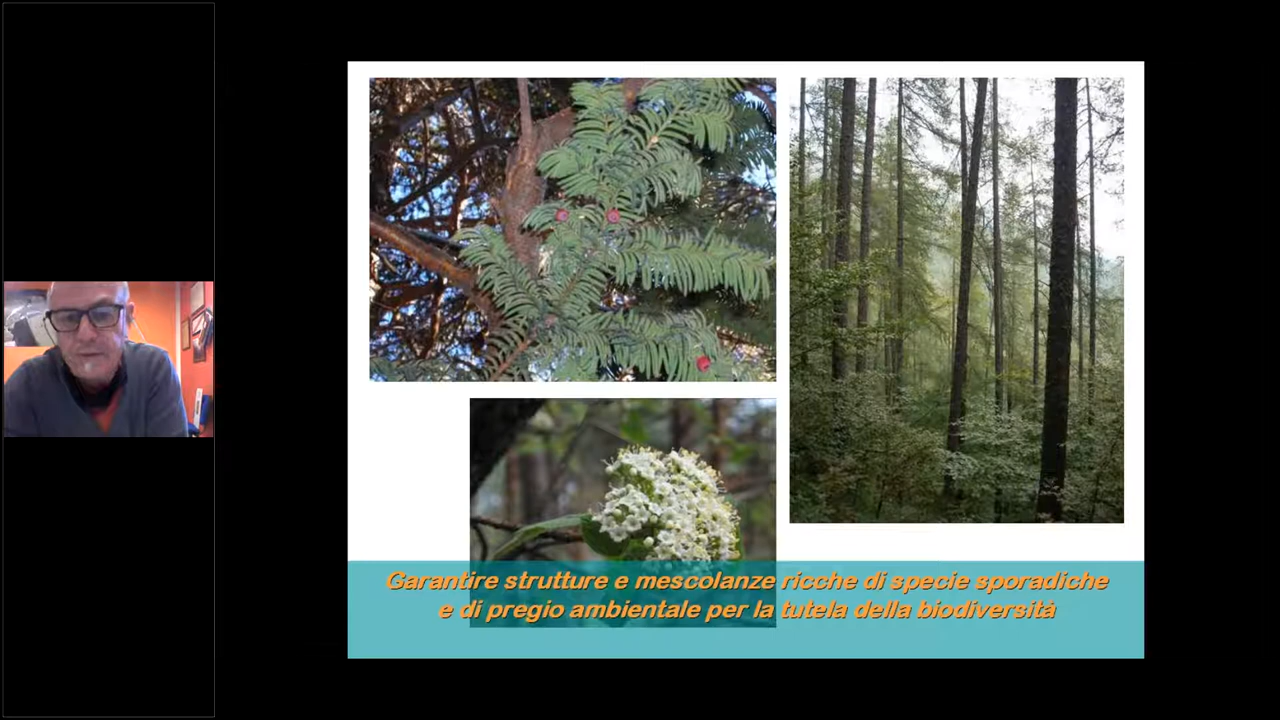 Garantire strutture e mescolanze ricche di specie sporadiche
e di pregio ambientale per la tutela della biodiversità